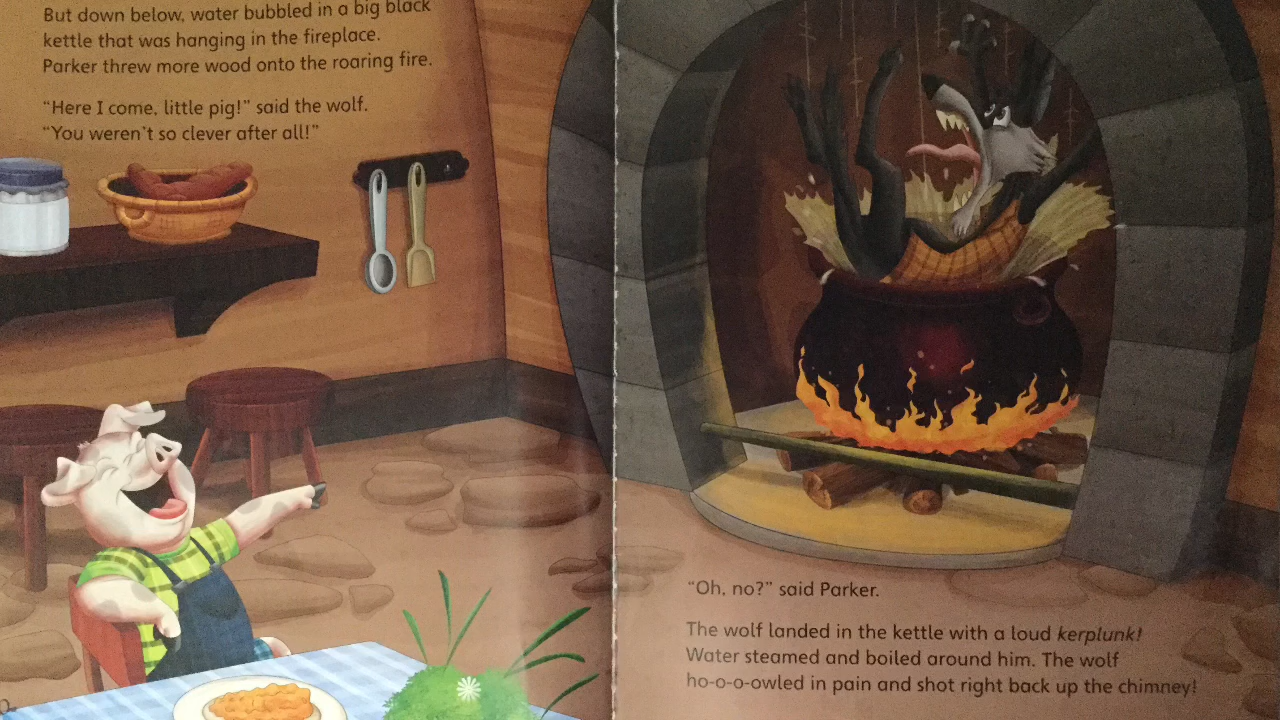 But down below, water bubbled in a big black
kettle that was hanging in the fireplace.
Parker threw more wood onto the roaring fire.
“Here I come, little pig!” said the wolf.
“You weren't so clever after all!”
“Oh, no?” said Parker.
The wolf landed in the kettle with a loud kerplunk!
Water steamed and boiled around him. The wolf
ho-o-o-owled in pain and shot right back up the chimney!